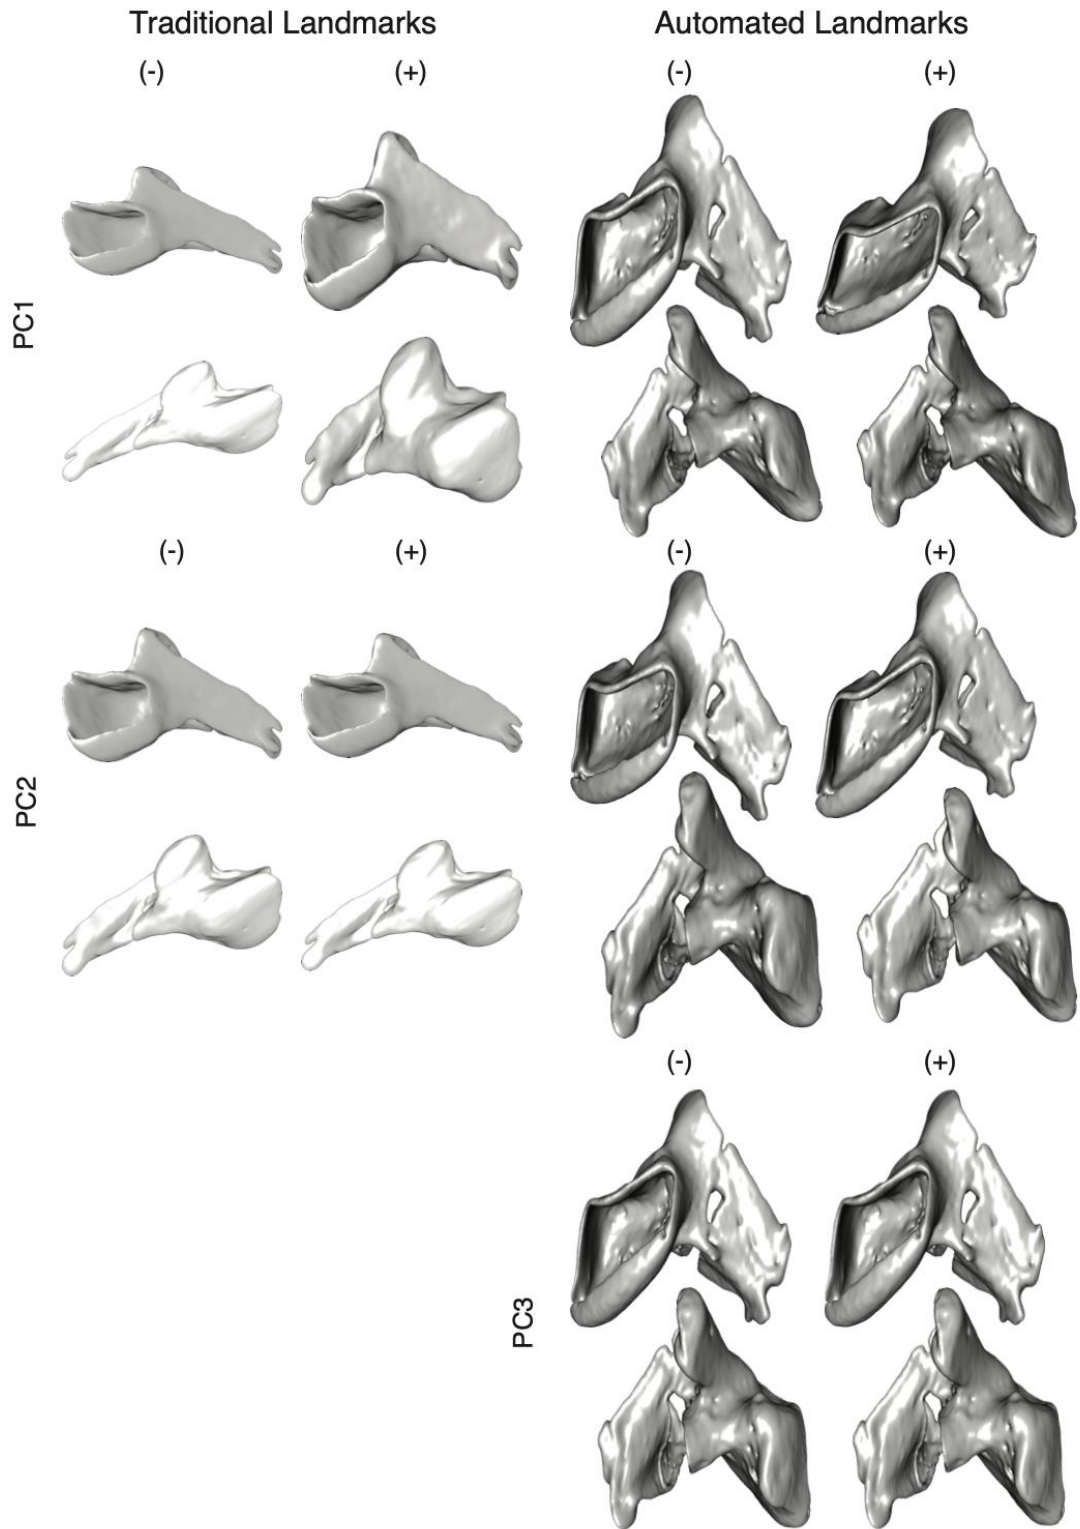 Traditional Landmarks Automated Landmarks
(-) (+) (-) (+)
PC1
(-) (+) (-) (+)
PC2
(-) (+)
PC3